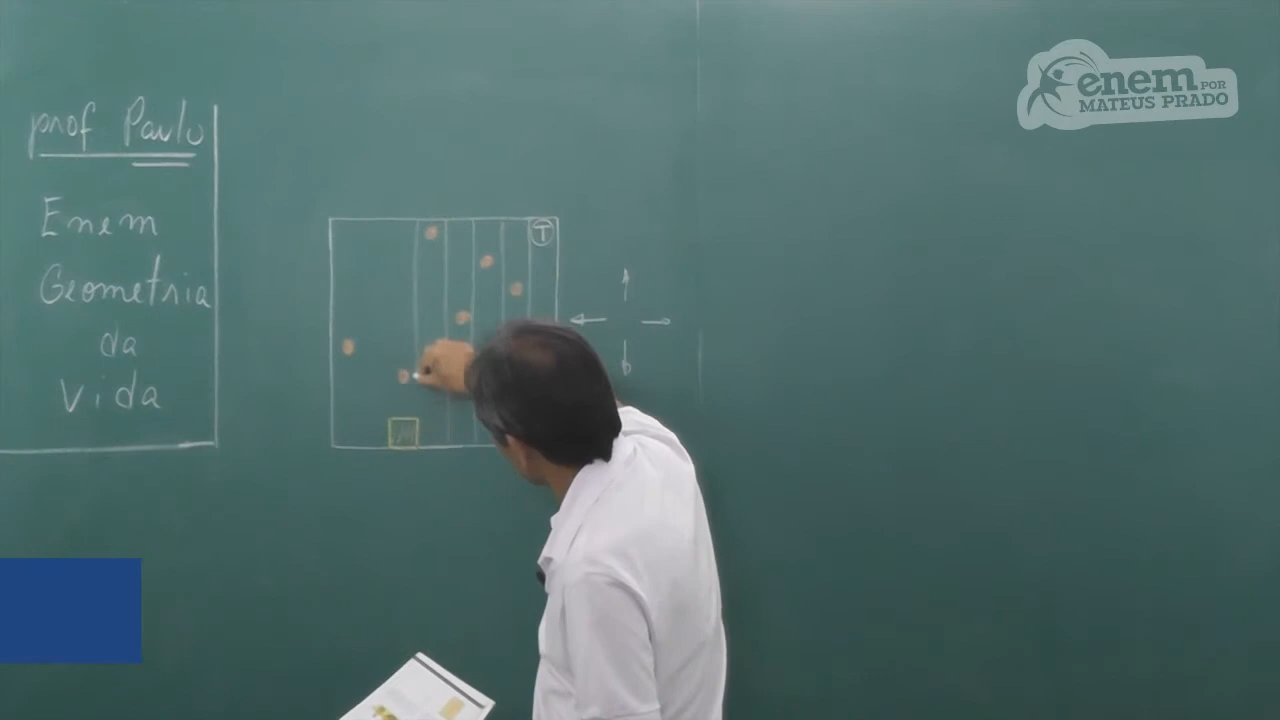 enem POR
MATEUS PRADO
prof Paulo
Enem
Geometria
da
Vida
T